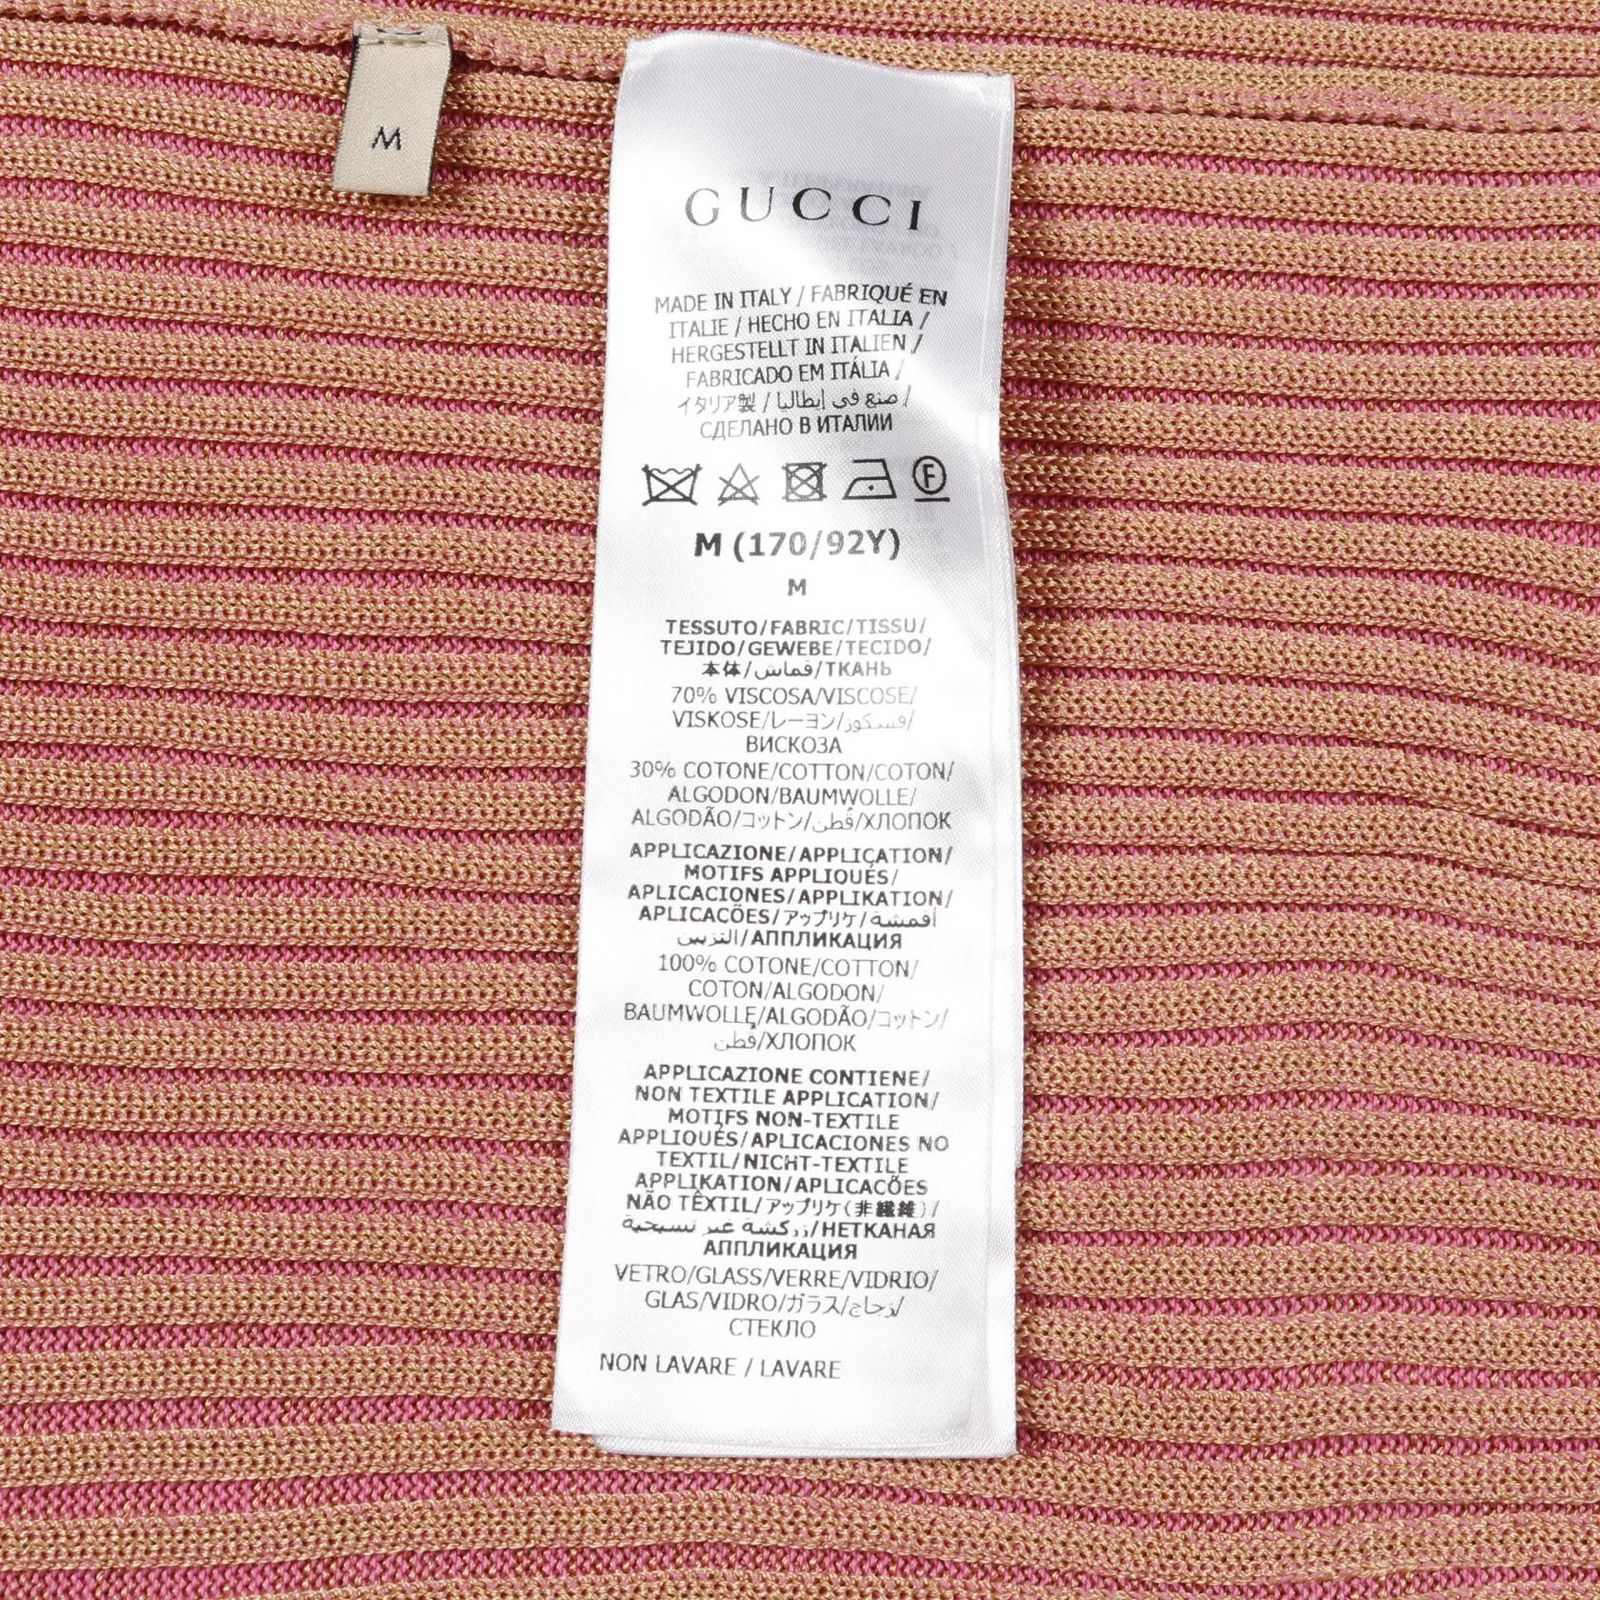 M
GUCCI
MADE IN ITALY / FABRIQUÉ EN
ITALIE / HECHO EN ITALIA /
HERGESTELLT IN ITALIEN /
FABRICADO EM ITÁLIA /
イタリア製 / صنع في إيطاليا /
СДЕЛАНО В ИТАЛИИ
F
M (170/92Y)
M
TESSUTO/FABRIC/TISSU/
TEJIDO/GEWEBE/TECIDO/
本体/قماش/ТКАНЬ
70% VISCOSA/VISCOSE/
VISKOSE/レーヨン/فسكوز/
ВИСКОЗА
30% COTONE/COTTON/COTON/
ALGODON/BAUMWOLLE/
ALGODÃO/コットン/قطن/ХЛОПОК
APPLICAZIONE/APPLICATION/
MOTIFS APPLIQUÉS/
APLICACIONES/APPLIKATION/
APLICAÇÕES/アップリケ/أقمشة
التزيين/АППЛИКАЦИЯ
100% COTONE/COTTON/
COTON/ALGODON/
BAUMWOLLE/ALGODÃO/コットン/
قطن/ХЛОПОК
APPLICAZIONE CONTIENE/
NON TEXTILE APPLICATION/
MOTIFS NON-TEXTILE
APPLIQUÉS/APLICACIONES NO
TEXTIL/NICHT-TEXTILE
APPLIKATION/APLICAÇÕES
NÃO TÊXTIL/アップリケ(非繊維)/
زركشة غير نسيجية/НЕТКАНАЯ
АППЛИКАЦИЯ
VETRO/GLASS/VERRE/VIDRIO/
GLAS/VIDRO/ガラス/زجاج/
СТЕКЛО
NON LAVARE / LAVARE